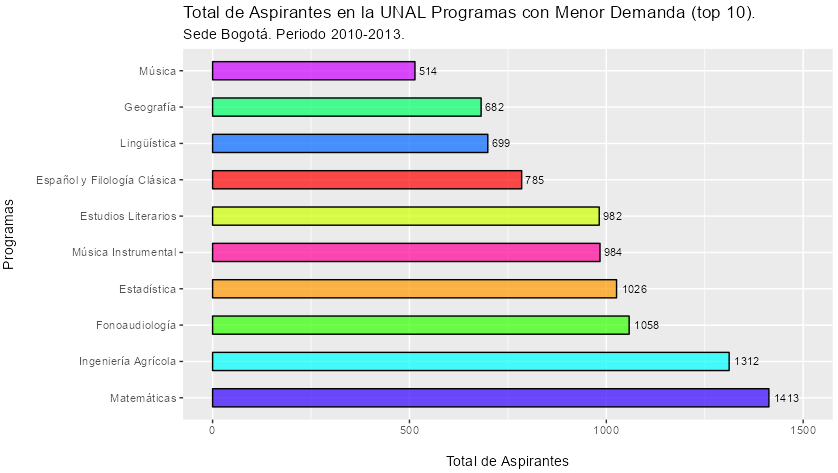 Total de Aspirantes en la UNAL Programas con Menor Demanda (top 10).
Sede Bogotá. Periodo 2010-2013.
Programas
Música 514
Geografía 682
Lingüística 699
Español y Filología Clásica 785
Estudios Literarios 982
Música Instrumental 984
Estadística 1026
Fonoaudiología 1058
Ingeniería Agrícola 1312
Matemáticas 1413
0 500 1000 1500
Total de Aspirantes